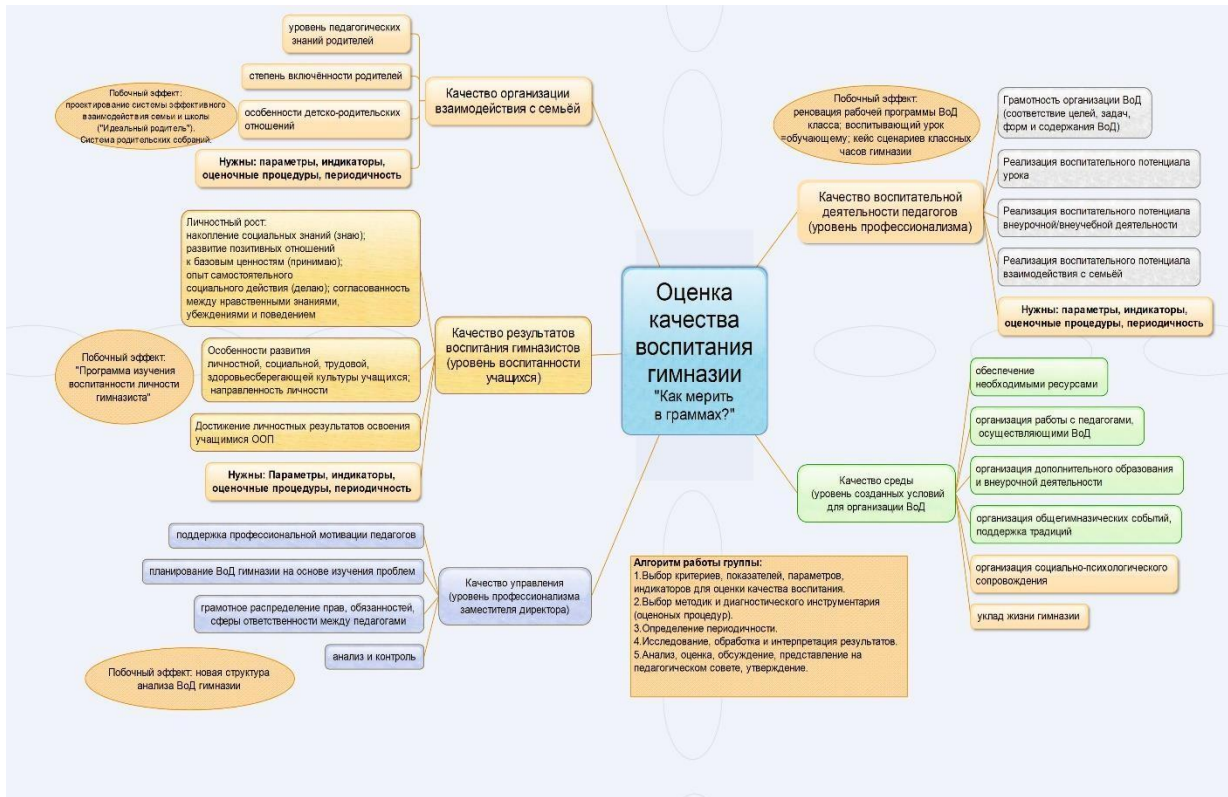 уровень педагогических
знаний родителей
степень включённости родителей
особенности детско-родительских
отношений
Нужны: параметры, индикаторы,
оценочные процедуры, периодичность
Качество организации
взаимодействия с семьёй
Побочный эффект:
проектирование системы эффективного
взаимодействия семьи и школы
("Идеальный родитель").
Система родительских собраний.
Личностный рост:
накопление социальных знаний (знаю);
развитие позитивных отношений
к базовым ценностям (принимаю);
опыт самостоятельного
социального действия (делаю); согласованность
между нравственными знаниями,
убеждениями и поведением
Особенности развития
личностной, социальной, трудовой,
здоровьесберегающей культуры учащихся;
направленность личности
Достижение личностных результатов освоения
учащимися ООП
Нужны: Параметры, индикаторы,
оценочные процедуры, периодичность
Качество результатов
воспитания гимназистов
(уровень воспитанности
учащихся)
Побочный эффект:
"Программа изучения
воспитанности личности
гимназиста"
поддержка профессиональной мотивации педагогов
планирование ВоД гимназии на основе изучения проблем
грамотное распределение прав, обязанностей,
сферы ответственности между педагогами
анализ и контроль
Качество управления
(уровень профессионализма
заместителя директора)
Побочный эффект: новая структура
анализа ВоД гимназии
Оценка
качества
воспитания
гимназии
"Как мерить
в граммах?"
Побочный эффект:
реновация рабочей программы ВоД
класса; воспитывающий урок
=обучающему; кейс сценариев классных
часов гимназии
Качество воспитательной
деятельности педагогов
(уровень профессионализма)
Грамотность организации ВоД
(соответствие целей, задач,
форм и содержания ВоД)
Реализация воспитательного потенциала
урока
Реализация воспитательного потенциала
внеурочной/внеучебной деятельности
Реализация воспитательного потенциала
взаимодействия с семьёй
Нужны: параметры, индикаторы,
оценочные процедуры, периодичность
Качество среды
(уровень созданных условий
для организации ВоД)
обеспечение
необходимыми ресурсами
организация работы с педагогами,
осуществляющими ВоД
организация дополнительного образования
и внеурочной деятельности
организация общегимназических событий,
поддержка традиций
организация социально-психологического
сопровождения
уклад жизни гимназии
Алгоритм работы группы:
1.Выбор критериев, показателей, параметров,
индикаторов для оценки качества воспитания.
2.Выбор методик и диагностического инструментария
(оценоных процедур).
3.Определение периодичности.
4.Исследование, обработка и интерпретация результатов.
5.Анализ, оценка, обсуждение, представление на
педагогическом совете, утверждение.